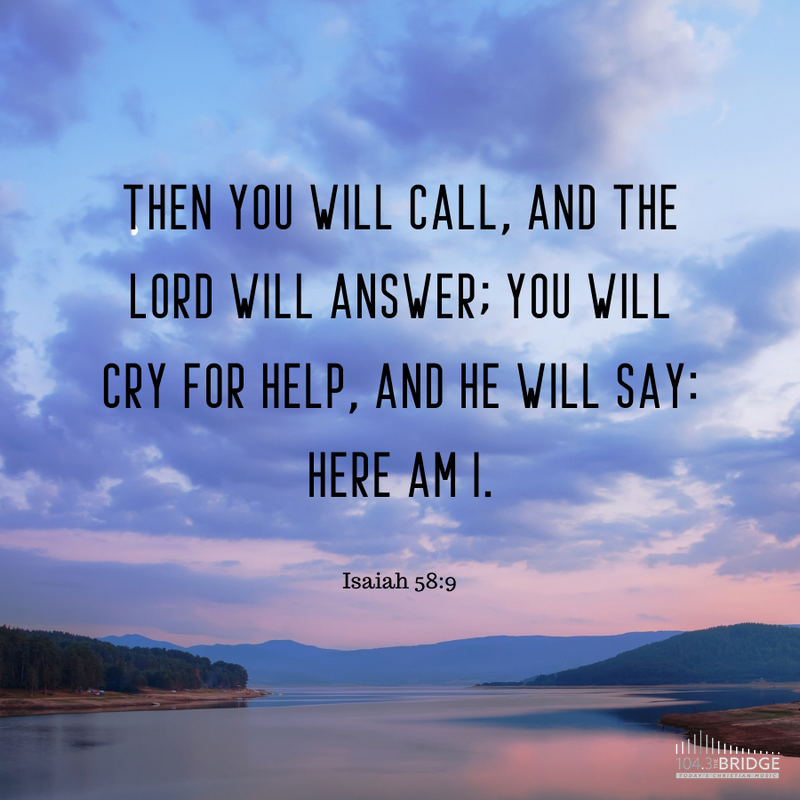 THEN YOU WILL CALL, AND THE
LORD WILL ANSWER; YOU WILL
CRY FOR HELP, AND HE WILL SAY:
HERE AM I.
Isaiah 58:9
104.3 THE BRIDGE
TODAY'S CHRISTIAN MUSIC